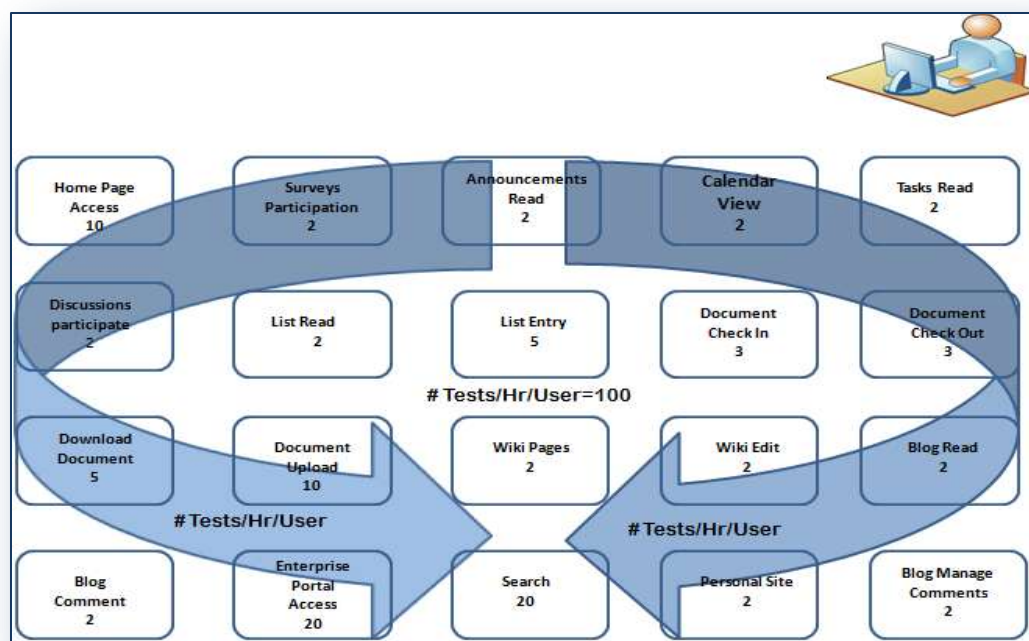 Home Page
Access
10
Surveys
Participation
2
Announcements
Read
2
Calendar
View
2
Tasks Read
2
Discussions
participate
2
List Read
2
List Entry
5
Document
Check In
3
Document
Check Out
3
# Tests/Hr/User=100
Download
Document
5
Document
Upload
10
Wiki Pages
2
Wiki Edit
2
Blog Read
2
# Tests/Hr/User
# Tests/Hr/User
Blog
Comment
2
Enterprise
Portal
Access
20
Search
20
Personal Site
2
Blog Manage
Comments
2